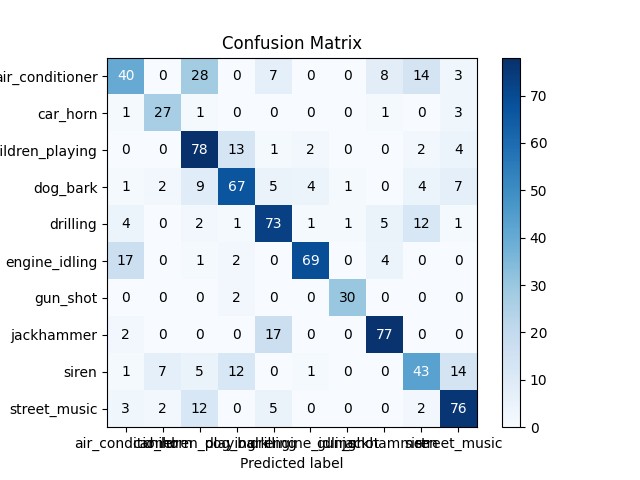 Confusion Matrix
air_conditioner 40 0 28 0 7 0 0 8 14 3
car_horn 1 27 1 0 0 0 0 1 0 3
ildren_playing 0 0 78 13 1 2 0 0 2 4
dog_bark 1 2 9 67 5 4 1 0 4 7
drilling 4 0 2 1 73 1 1 5 12 1
engine_idling 17 0 1 2 0 69 0 4 0 0
gun_shot 0 0 0 2 0 0 30 0 0 0
jackhammer 2 0 0 0 17 0 0 77 0 0
siren 1 7 5 12 0 1 0 0 43 14
street_music 3 2 12 0 5 0 0 0 2 76
70
60
50
40
30
20
10
0
Predicted label